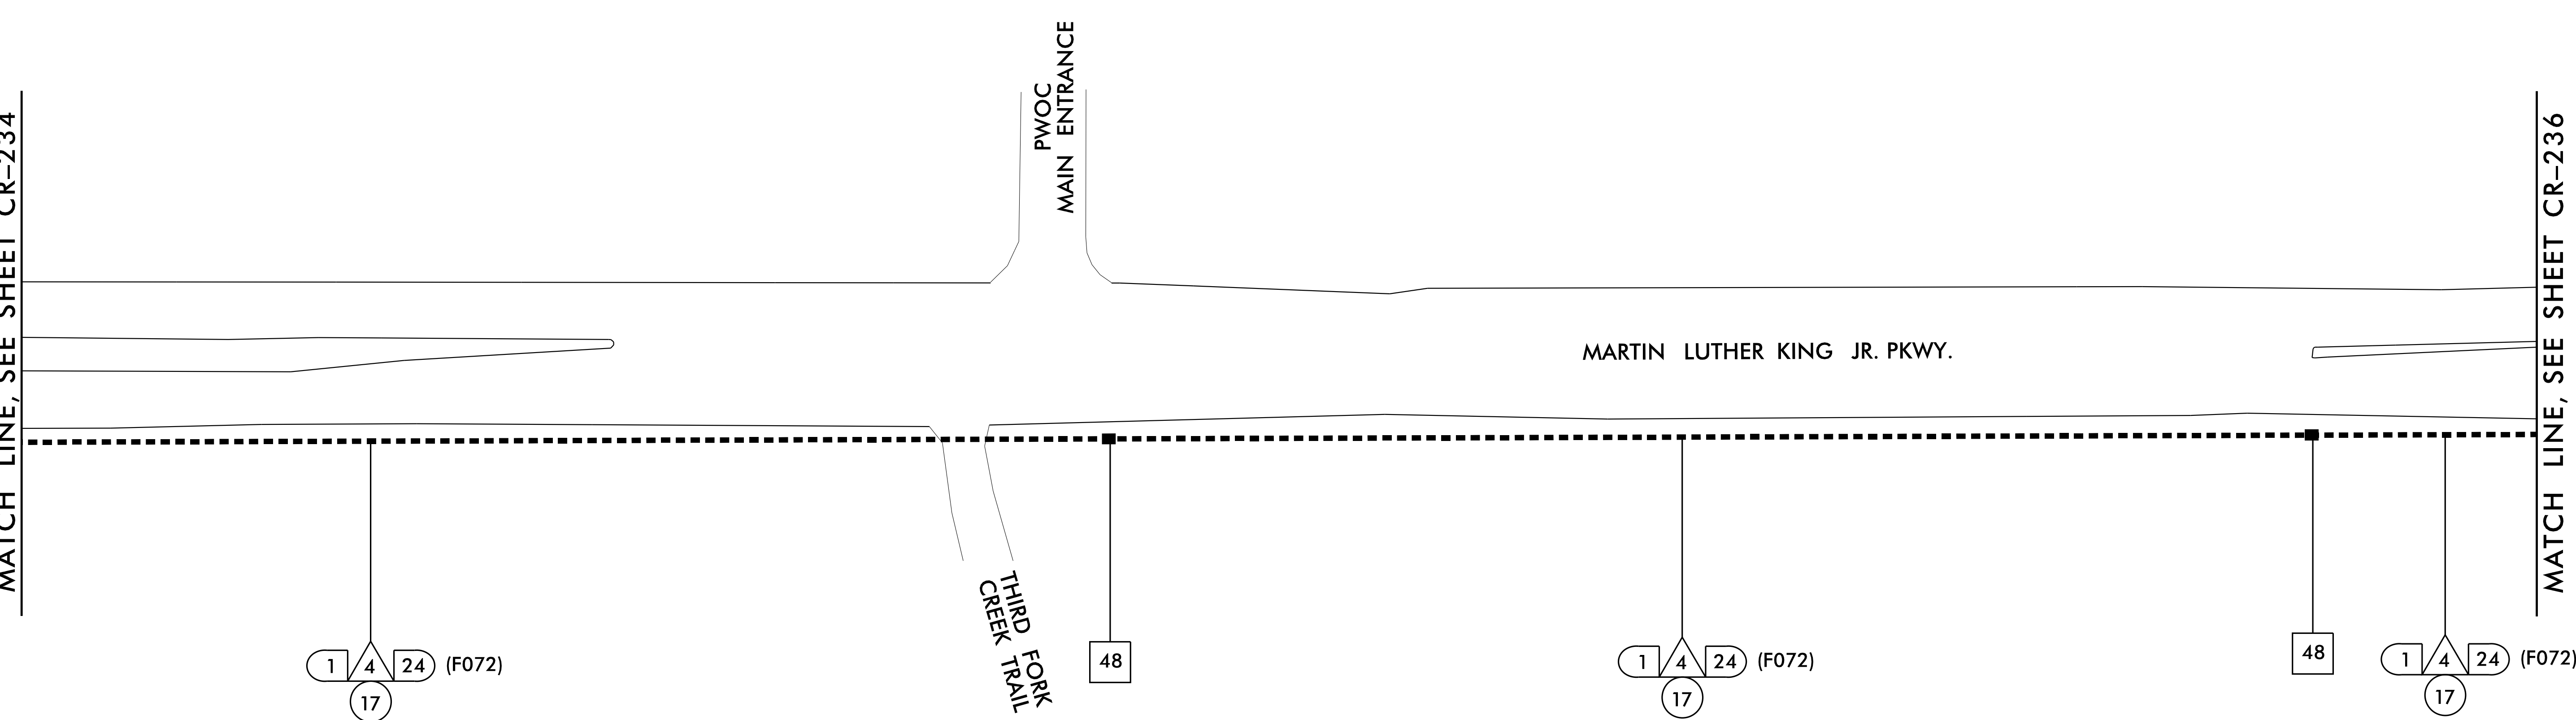 PWOC
MAIN ENTRANCE
MATCH LINE, SEE SHEET CR-234
MARTIN LUTHER KING JR. PKWY.
MATCH LINE, SEE SHEET CR-236
THIRD FORK
CREEK TRAIL
1 4 24 (F072)
17
48
1 4 24 (F072)
17
48
1 4 24 (F072)
17